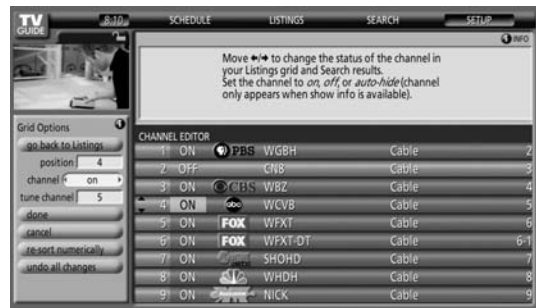 TV
GUIDE
8:10
SCHEDULE
LISTINGS
SEARCH
SETUP
INFO
Move ↔/→ to change the status of the channel in
your Listings grid and Search results.
Set the channel to on, off, or auto-hide (channel
only appears when show info is available).
Grid Options
go back to Listings
position 4
channel on
tune channel 5
done
cancel
re-sort numerically
undo all changes
CHANNEL EDITOR
1 ON PBS WGBH Cable 2
2 OFF CN8 Cable 3
3 ON CBS WBZ Cable 4
4 ON abc WCVB Cable 5
5 ON FOX WFXT Cable 6
6 ON FOX WFXT-DT Cable 6-1
7 ON SHOHD Cable 7
8 ON WHDH Cable 8
9 ON NICK Cable 9